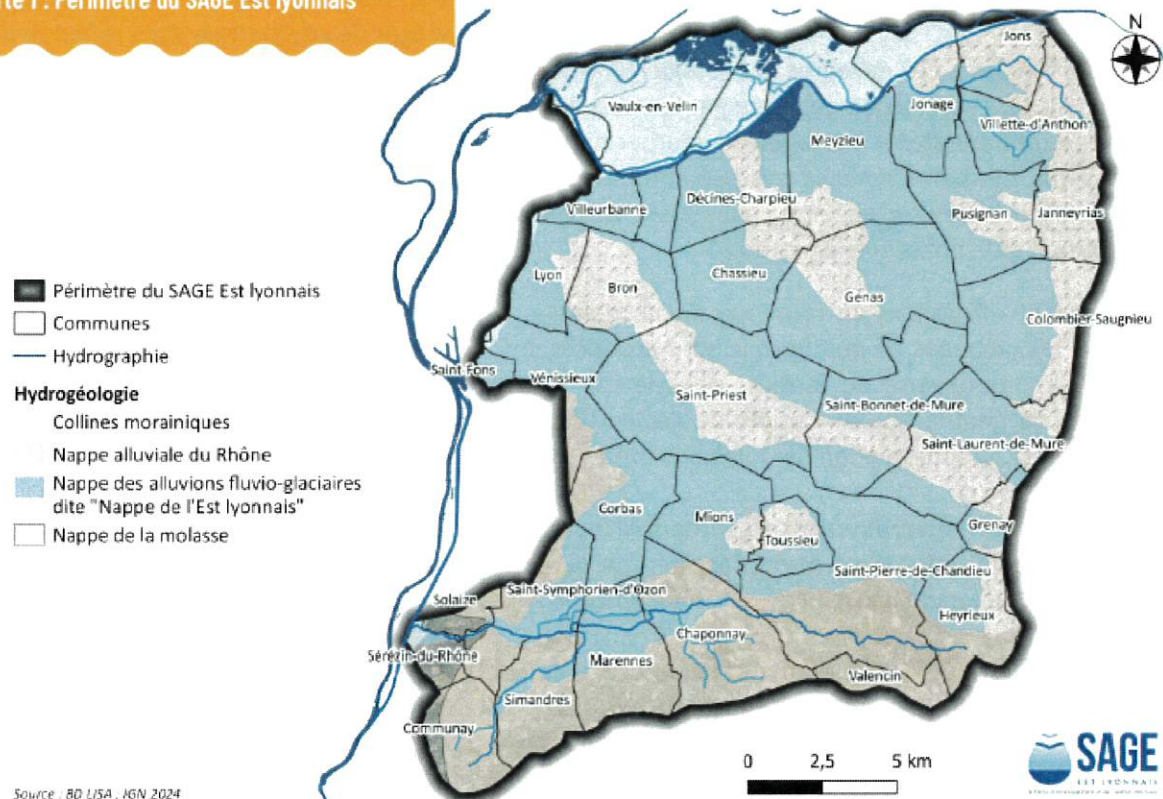 Périmètre du SAGE Est lyonnais
N
Jons
Vaulx-en-Velin
Jonage
Villette-d'Anthon
Meyzieu
Décines-Charpieu
Villeurbanne
Pusignan
Janneyrias
Lyon
Bron
Chassieu
Genas
Colombier-Saugnieu
Saint-Fons
Vénissieux
Saint-Priest
Saint-Bonnet-de-Mure
Saint-Laurent-de-Mure
Corbas
Mions
Toussieu
Grenay
Saint-Pierre-de-Chandieu
Saint-Symphorien-d'Ozon
Solaize
Heyrieux
Chaponnay
Sérézin-du-Rhône
Marennes
Valencin
Simandres
Communay
Périmètre du SAGE Est lyonnais
Communes
Hydrographie
Hydrogéologie
Collines morainiques
Nappe alluviale du Rhône
Nappe des alluvions fluvio-glaciaires
dite "Nappe de l'Est lyonnais"
Nappe de la molasse
0 2,5 5 km
SAGE
EST LYONNAIS
Source : BD LISA ; IGN 2024